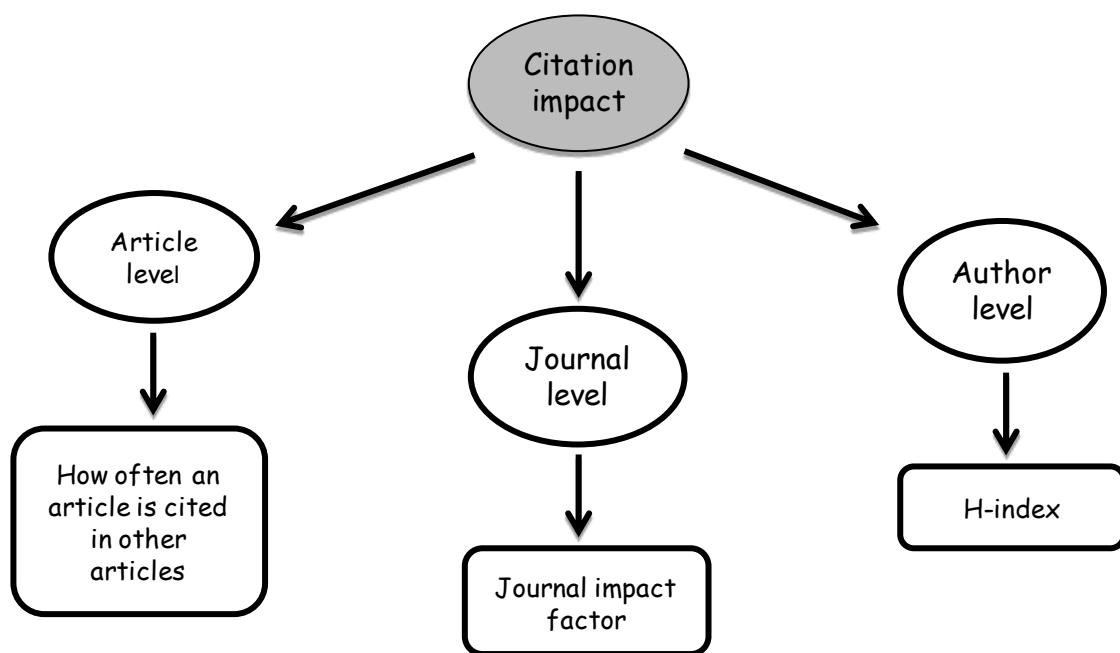 Citation
impact
Article
level
Journal
level
Author
level
How often an
article is cited
in other
articles
Journal impact
factor
H-index